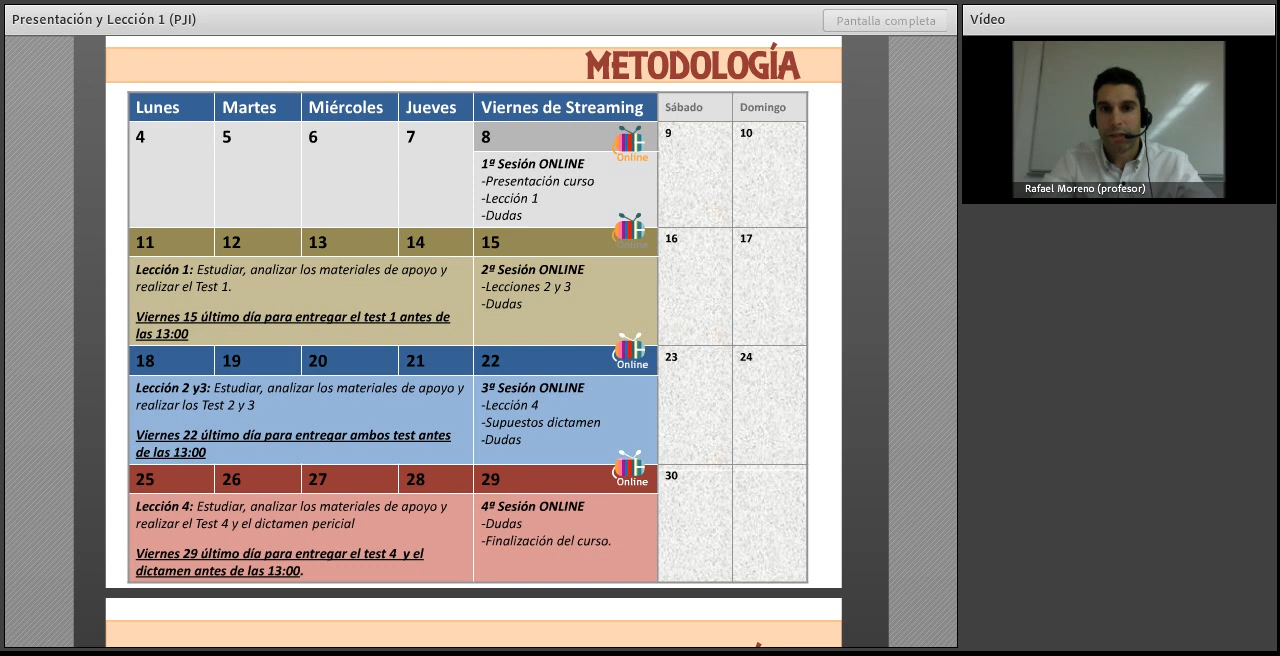 Presentación y Lección 1 (PJI)
Pantalla completa
Vídeo
Rafael Moreno (profesor)
METODOLOGÍA
Lunes Martes Miércoles Jueves Viernes de Streaming Sábado Domingo
4 5 6 7 8 9 10
Online
1ª Sesión ONLINE
-Presentación curso
-Lección 1
-Dudas
11 12 13 14 15 16 17
Online
Lección 1: Estudiar, analizar los materiales de apoyo y
realizar el Test 1.
Viernes 15 último día para entregar el test 1 antes de
las 13:00
2ª Sesión ONLINE
-Lecciones 2 y 3
-Dudas
18 19 20 21 22 23 24
Online
Lección 2 y3: Estudiar, analizar los materiales de apoyo y
realizar los Test 2 y 3
Viernes 22 último día para entregar ambos test antes
de las 13:00
3ª Sesión ONLINE
-Lección 4
-Supuestos dictamen
-Dudas
25 26 27 28 29 30
Online
Lección 4: Estudiar, analizar los materiales de apoyo y
realizar el Test 4 y el dictamen pericial
Viernes 29 último día para entregar el test 4 y el
dictamen antes de las 13:00.
4ª Sesión ONLINE
-Dudas
-Finalización del curso.